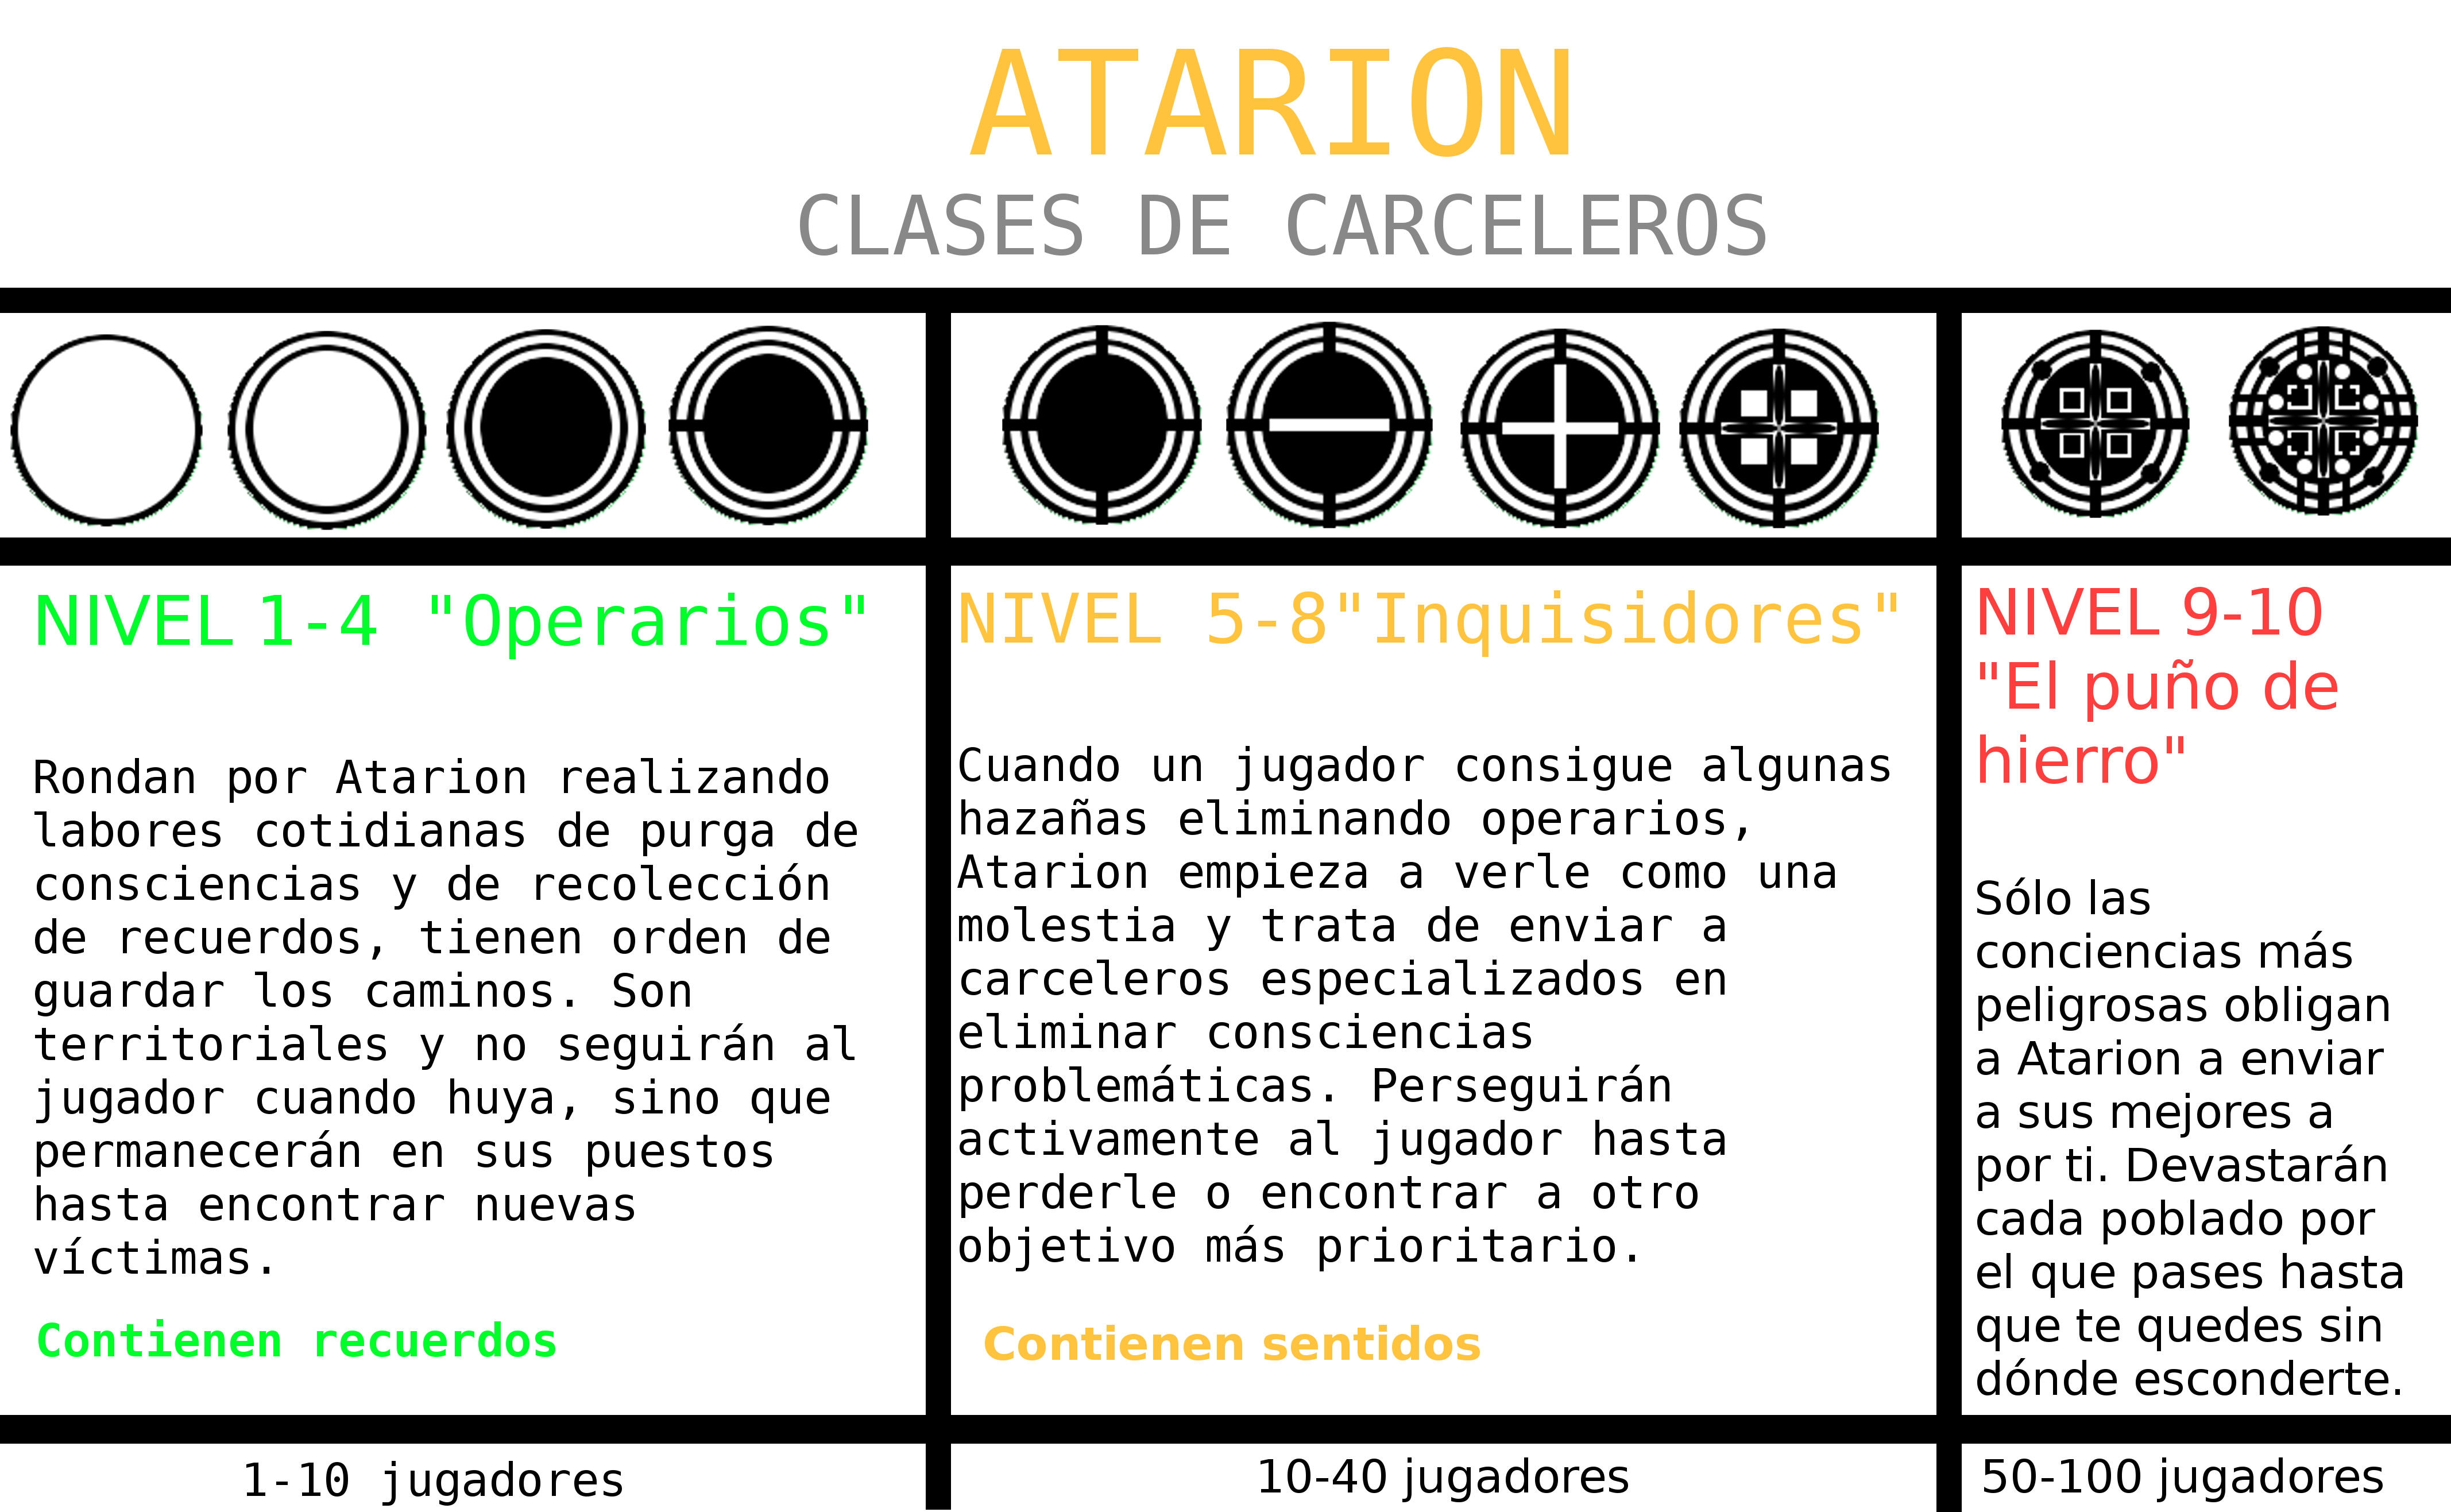 ATARION
CLASES DE CARCELEROS
NIVEL 1-4 "Operarios"
Rondan por Atarion realizando
labores cotidianas de purga de
consciencias y de recolección
de recuerdos, tienen orden de
guardar los caminos. Son
territoriales y no seguirán al
jugador cuando huya, sino que
permanecerán en sus puestos
hasta encontrar nuevas
víctimas.
Contienen recuerdos
1-10 jugadores
NIVEL 5-8"Inquisidores"
Cuando un jugador consigue algunas
hazañas eliminando operarios,
Atarion empieza a verle como una
molestia y trata de enviar a
carceleros especializados en
eliminar consciencias
problemáticas. Perseguirán
activamente al jugador hasta
perderle o encontrar a otro
objetivo más prioritario.
Contienen sentidos
10-40 jugadores
NIVEL 9-10
"El puño de
hierro"
Sólo las
conciencias más
peligrosas obligan
a Atarion a enviar
a sus mejores a
por ti. Devastarán
cada poblado por
el que pases hasta
que te quedes sin
dónde esconderte.
50-100 jugadores